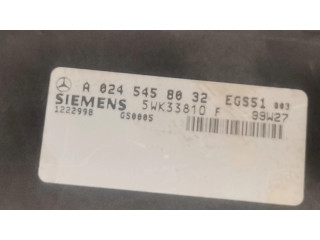 A 024 545 80 32 EGS51 003
SIEMENS 5WK33810 F 99W27
1222998 GS0005